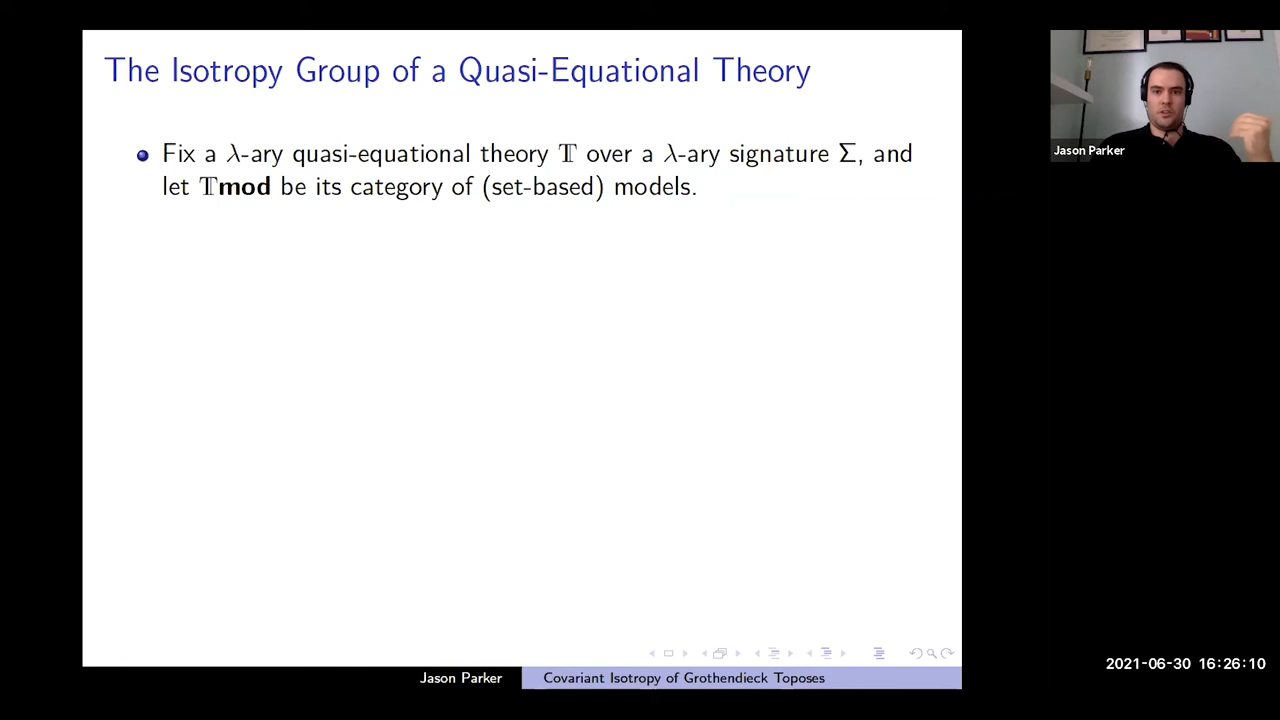 The Isotropy Group of a Quasi-Equational Theory
Fix a λ-ary quasi-equational theory 𝕋 over a λ-ary signature Σ, and
let 𝕋mod be its category of (set-based) models.
Jason Parker
Covariant Isotropy of Grothendieck Toposes
Jason Parker
2021-06-30 16:26:10